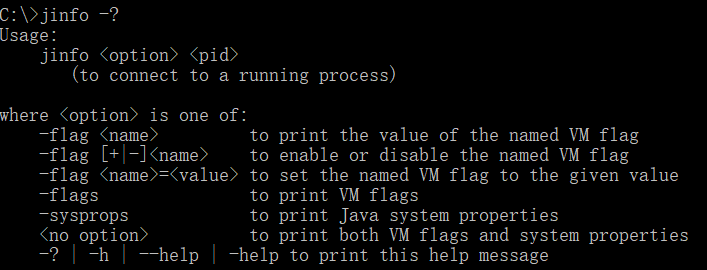 C:\>jinfo -?
Usage:
    jinfo <option> <pid>
       (to connect to a running process)

where <option> is one of:
    -flag <name>         to print the value of the named VM flag
    -flag [+|-]<name>    to enable or disable the named VM flag
    -flag <name>=<value> to set the named VM flag to the given value
    -flags               to print VM flags
    -sysprops            to print Java system properties
    <no option>          to print both VM flags and system properties
    -? | -h | --help | -help to print this help message